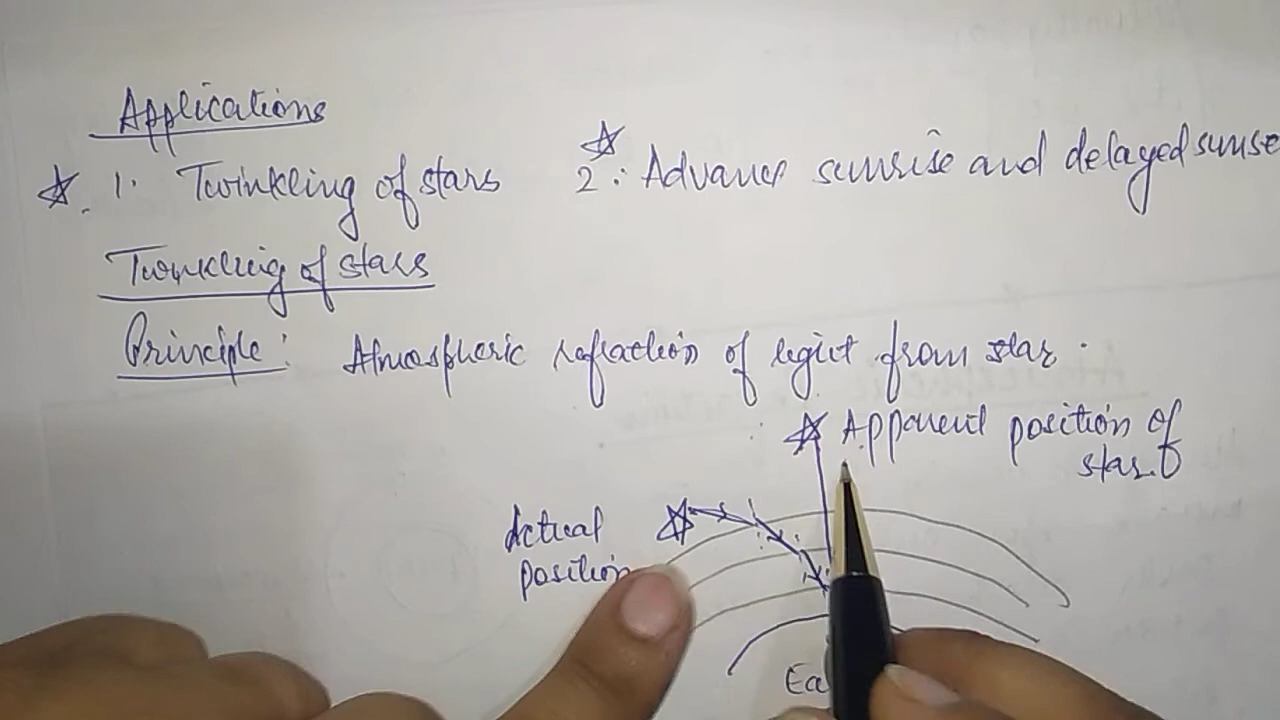 Applications
1. Twinkling of stars
2: Advance sunrise and delayed sunse
Twinkling of stars
Principle: Atmospheric refraction of light from star.
Apparent position of
star.
Actual
position
Ea